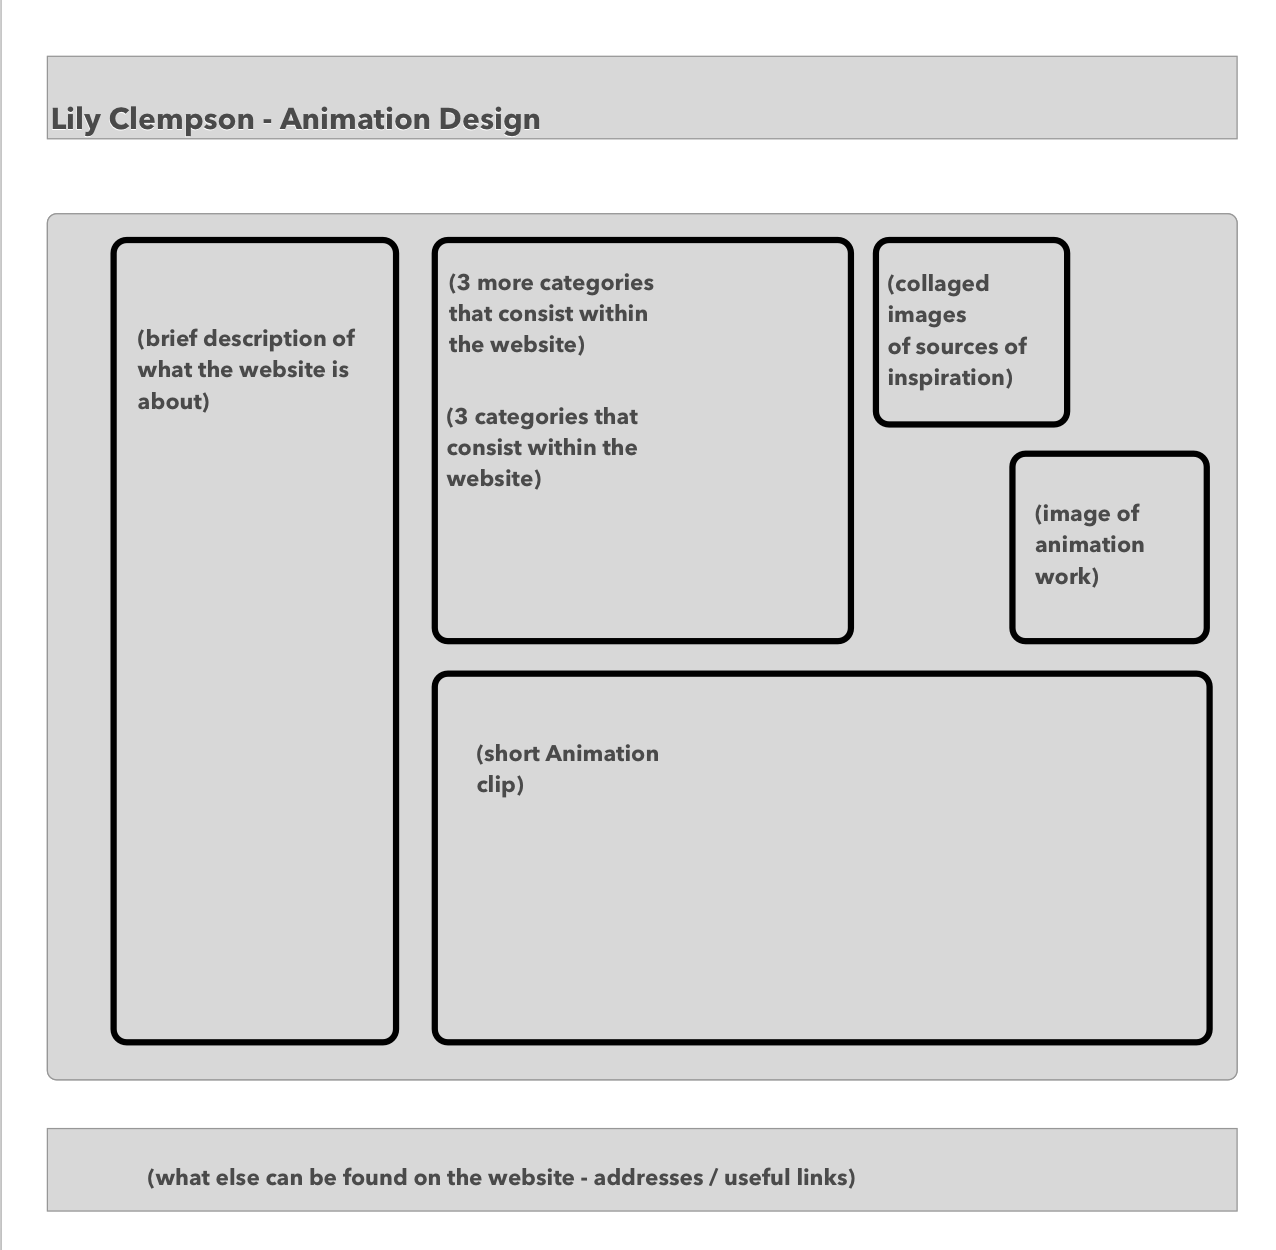 Lily Clempson - Animation Design
(brief description of
what the website is
about)
(3 more categories
that consist within
the website)
(3 categories that
consist within the
website)
(collaged
images
of sources of
inspiration)
(image of
animation
work)
(short Animation
clip)
(what else can be found on the website - addresses / useful links)